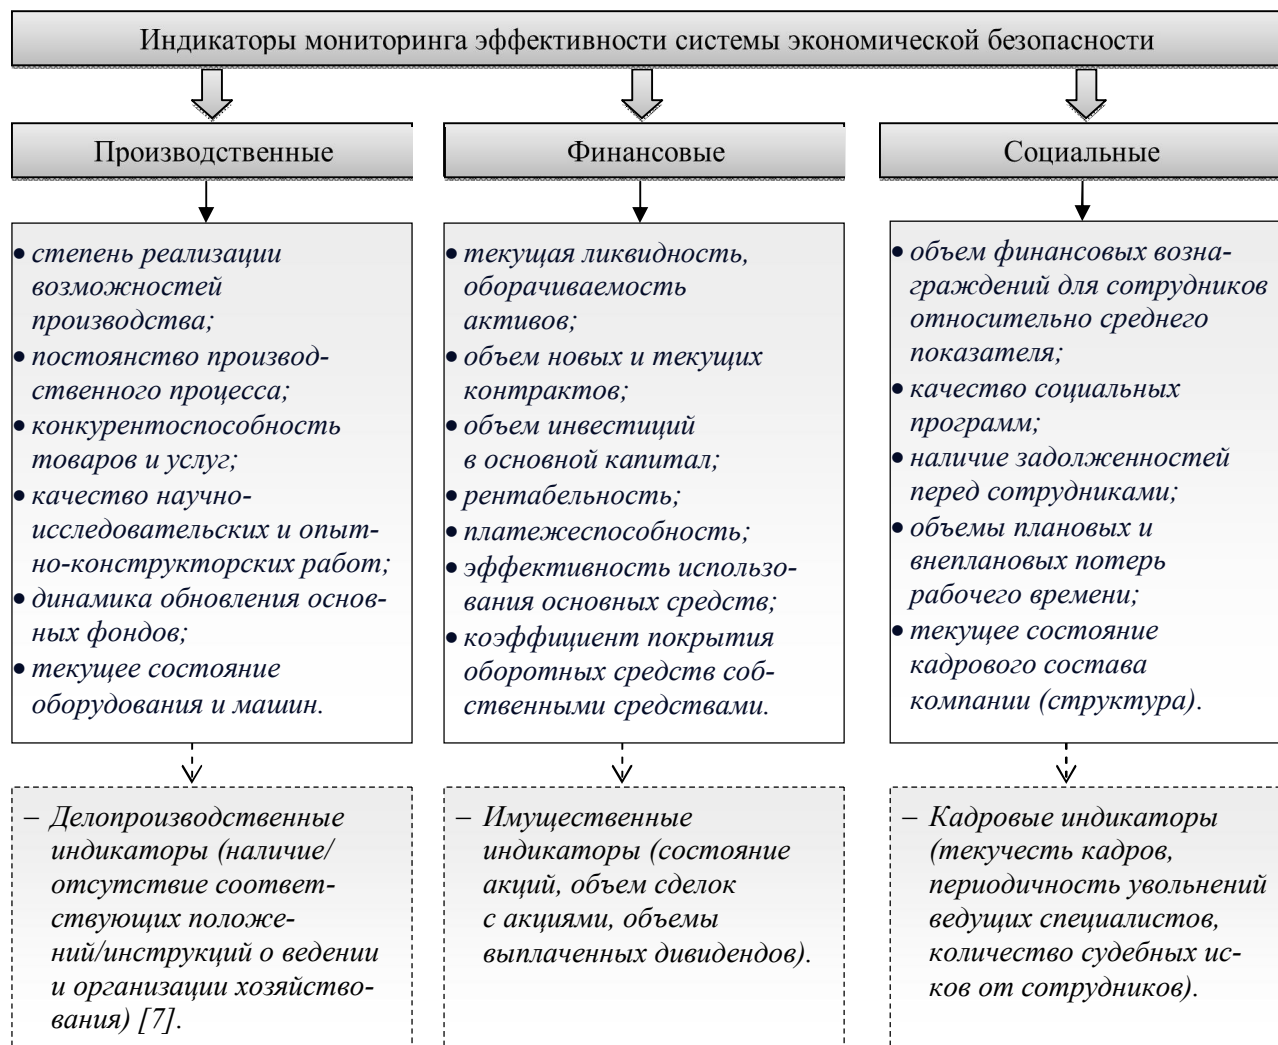 Индикаторы мониторинга эффективности системы экономической безопасности
Производственные
Финансовые
Социальные
• степень реализации
возможностей
производства;
• постоянство производ-
ственного процесса;
• конкурентоспособность
товаров и услуг;
• качество научно-
исследовательских и опыт-
но-конструкторских работ;
• динамика обновления основ-
ных фондов;
• текущее состояние
оборудования и машин.
• текущая ликвидность,
оборачиваемость
активов;
• объем новых и текущих
контрактов;
• объем инвестиций
в основной капитал;
• рентабельность;
• платежеспособность;
• эффективность использо-
вания основных средств;
• коэффициент покрытия
оборотных средств соб-
ственными средствами.
• объем финансовых возна-
граждений для сотрудников
относительно среднего
показателя;
• качество социальных
программ;
• наличие задолженностей
перед сотрудниками;
• объемы плановых и
внеплановых потерь
рабочего времени;
• текущее состояние
кадрового состава
компании (структура).
– Делопроизводственные
индикаторы (наличие/
отсутствие соответ-
ствующих положе-
ний/инструкций о ведении
и организации хозяйство-
вания) [7].
– Имущественные
индикаторы (состояние
акций, объем сделок
с акциями, объемы
выплаченных дивидендов).
– Кадровые индикаторы
(текучесть кадров,
периодичность увольнений
ведущих специалистов,
количество судебных ис-
ков от сотрудников).